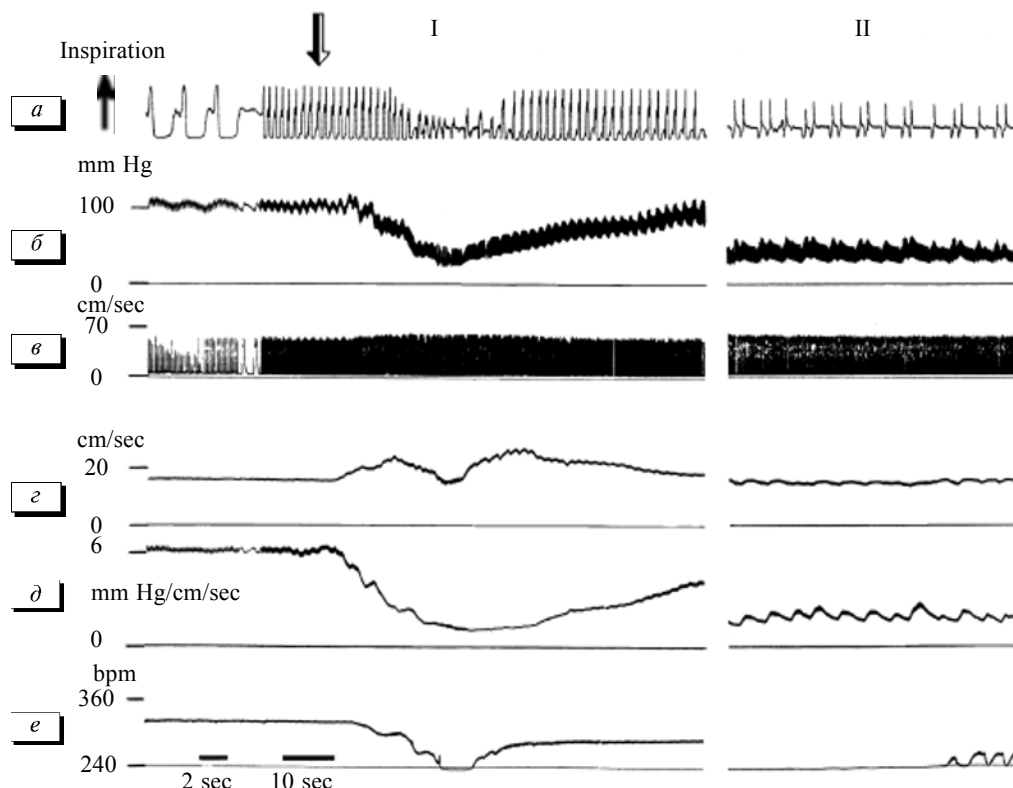 I II
Inspiration
а
mm Hg
100
б
0
cm/sec
70
в
0
cm/sec
20
г
0
6
д mm Hg/cm/sec
0
bpm
360
е
240
2 sec 10 sec